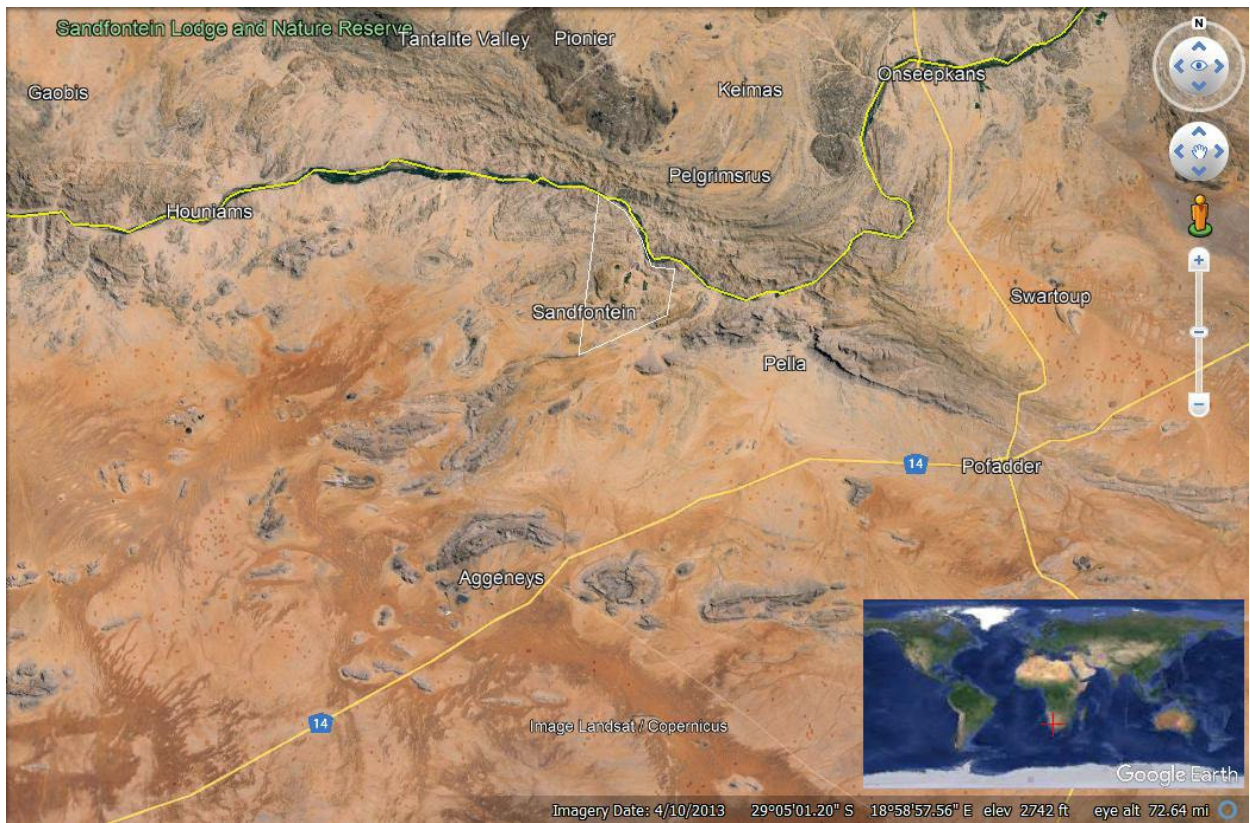 Sandfontein Lodge and Nature Reserve
Tantalite Valley
Pionier
Gaobis
Keimas
Onseepkans
N
Pelgrimsrus
Houniams
Sandfontein
Swartoup
Pella
14
Pofadder
Aggeneys
14
Image Landsat / Copernicus
Google Earth
Imagery Date: 4/10/2013 29°05'01.20" S 18°58'57.56" E elev 2742 ft eye alt 72.64 mi